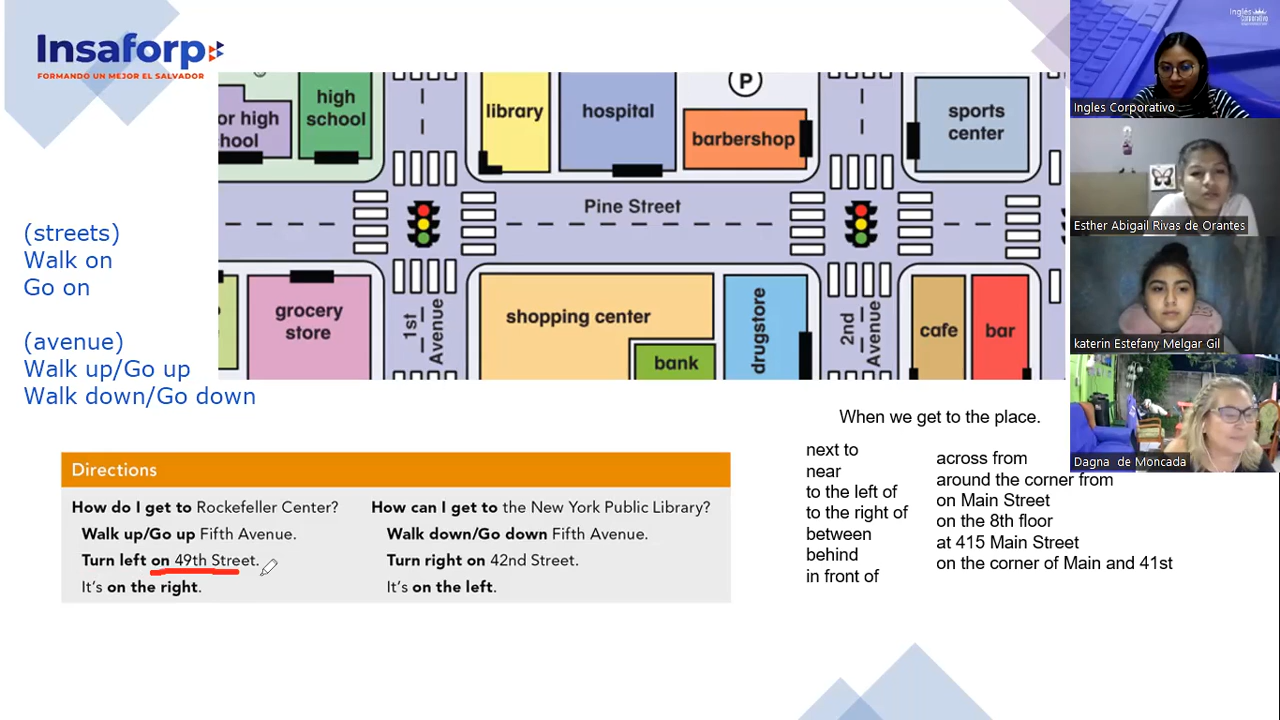 Insaforp
FORMANDO UN MEJOR EL SALVADOR
or high
hool
high
school
library
hospital
P
barbershop
sports
center
Pine Street
grocery
store
1st
Avenue
shopping center
bank
drugstore
2nd
Avenue
cafe
bar
(streets)
Walk on
Go on
(avenue)
Walk up/Go up
Walk down/Go down
Directions
How do I get to Rockefeller Center?
Walk up/Go up Fifth Avenue.
Turn left on 49th Street.
It's on the right.
How can I get to the New York Public Library?
Walk down/Go down Fifth Avenue.
Turn right on 42nd Street.
It's on the left.
When we get to the place.
next to
near
to the left of
to the right of
between
behind
in front of
across from
around the corner from
on Main Street
on the 8th floor
at 415 Main Street
on the corner of Main and 41st
Inglés
Corporativo
Ingles Corporativo
Esther Abigail Rivas de Orantes
katerin Estefany Melgar Gil
Dagna de Moncada